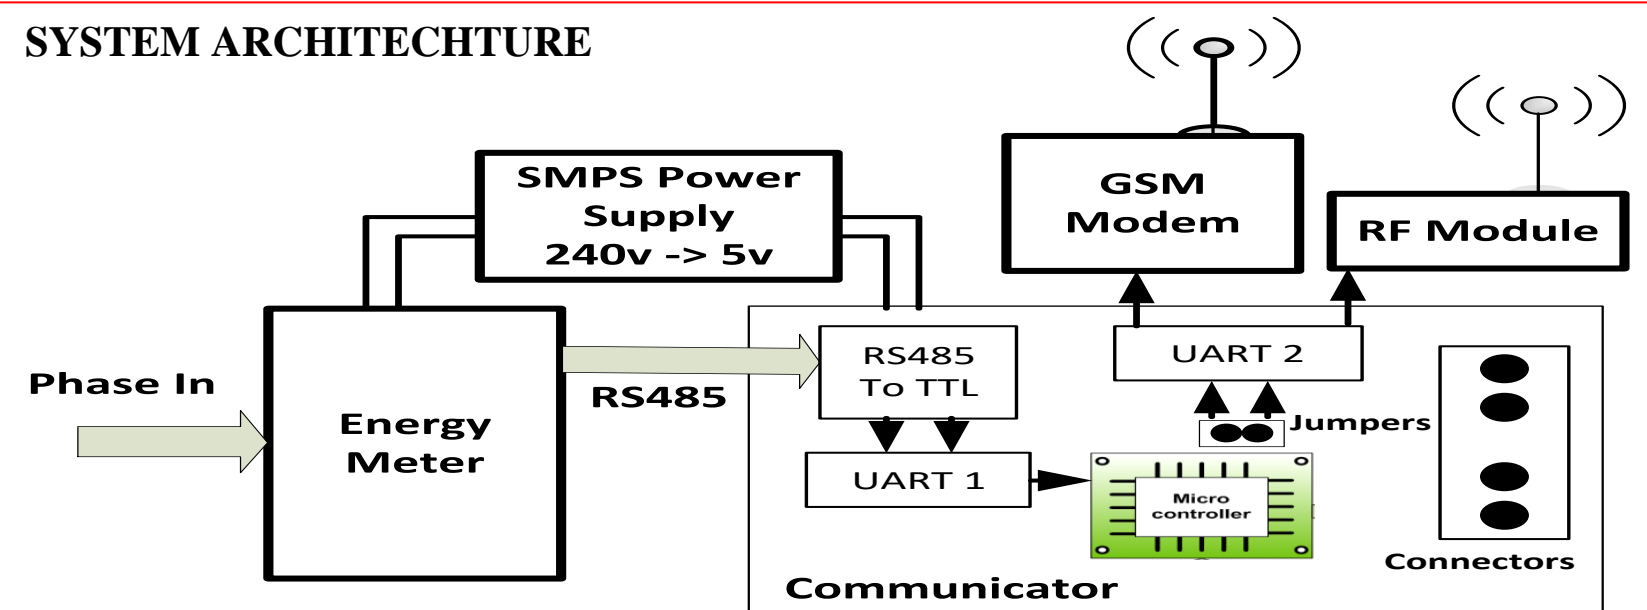 SYSTEM ARCHITECHTURE
SMPS Power
Supply
240v -> 5v
GSM
Modem
RF Module
Phase In
Energy
Meter
RS485
RS485
To TTL
UART 1
UART 2
Jumpers
Micro
controller
Connectors
Communicator